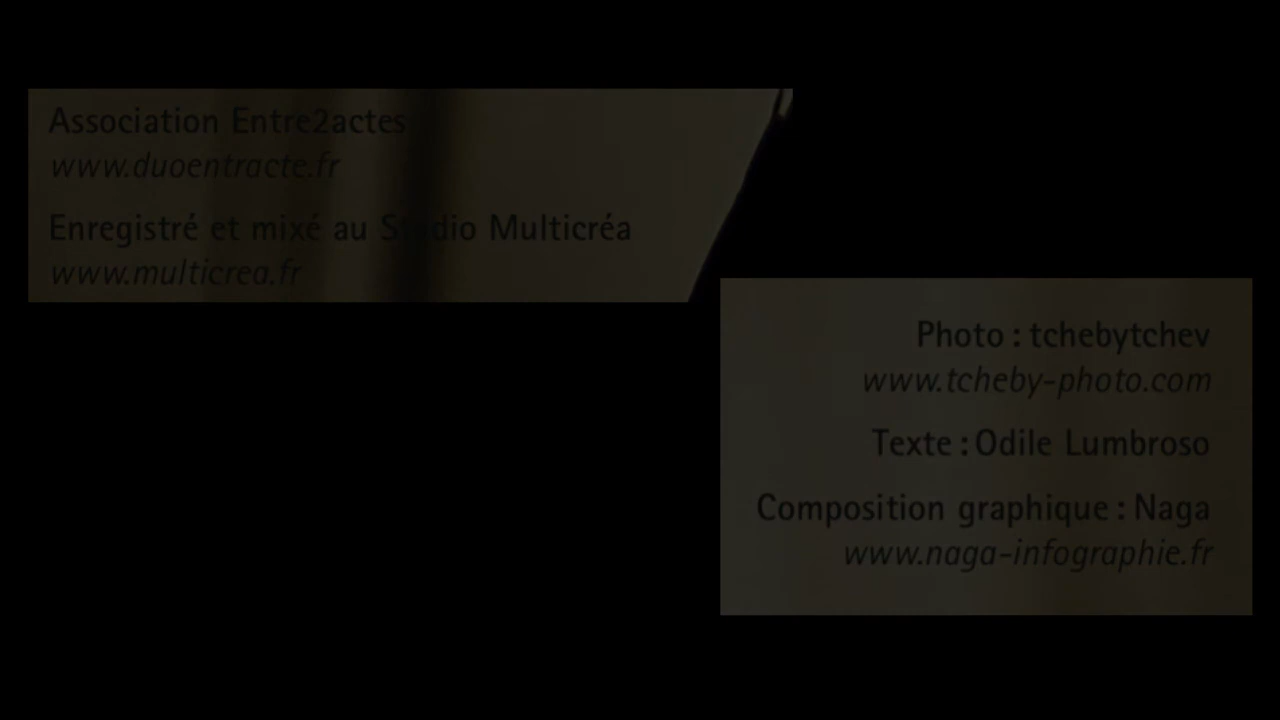 Association Entre2actes
www.duoentracte.fr
Enregistré et mixé au Studio Multicréa
www.multicrea.fr
Photo : tchebytchev
www.tcheby-photo.com
Texte : Odile Lumbroso
Composition graphique : Naga
www.naga-infographie.fr